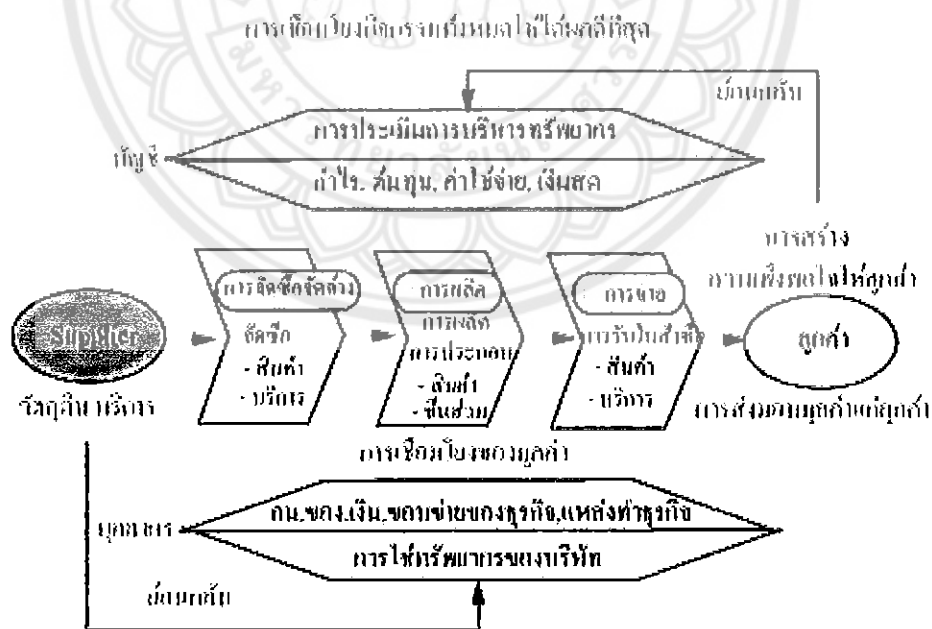 การเชื่อมโยงกิจกรรมทั้งหมดให้ได้ผลดีที่สุด
ย้อนกลับ
การประเมินการบริหารทรัพยากร
บัญชี
กำไร, ต้นทุน, ค่าใช้จ่าย, เงินสด
การสร้าง
ความพึงพอใจให้ลูกค้า
การจัดซื้อจัดจ้าง
การผลิต
การจ่าย
Supplier
จัดซื้อ
- สินค้า
- บริการ
การผลิต
การประกอบ
- สินค้า
- ชิ้นส่วน
การรับใบสั่งซื้อ
- สินค้า
- บริการ
ลูกค้า
วัตถุดิบ บริการ
การส่งมอบมูลค่าแก่ลูกค้า
การเชื่อมโยงของมูลค่า
คน,ของ,เงิน,ขอบข่ายของธุรกิจ,แหล่งทำธุรกิจ
บุคลากร
การใช้ทรัพยากรของบริษัท
ย้อนกลับ